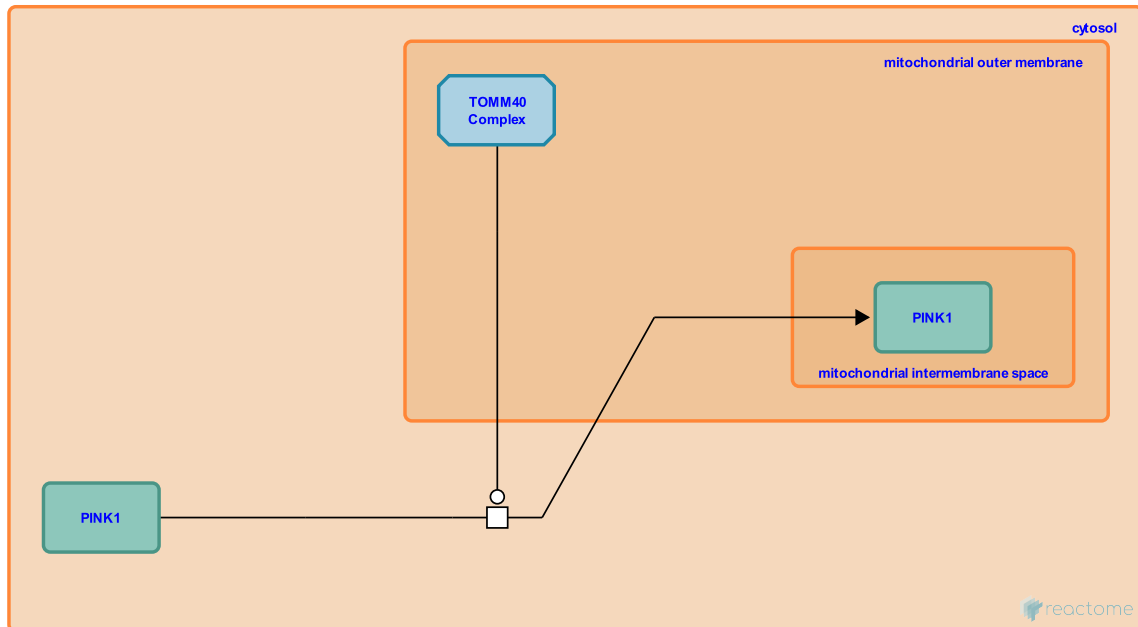 cytosol
mitochondrial outer membrane
TOMM40
Complex
PINK1
mitochondrial intermembrane space
PINK1
reactome